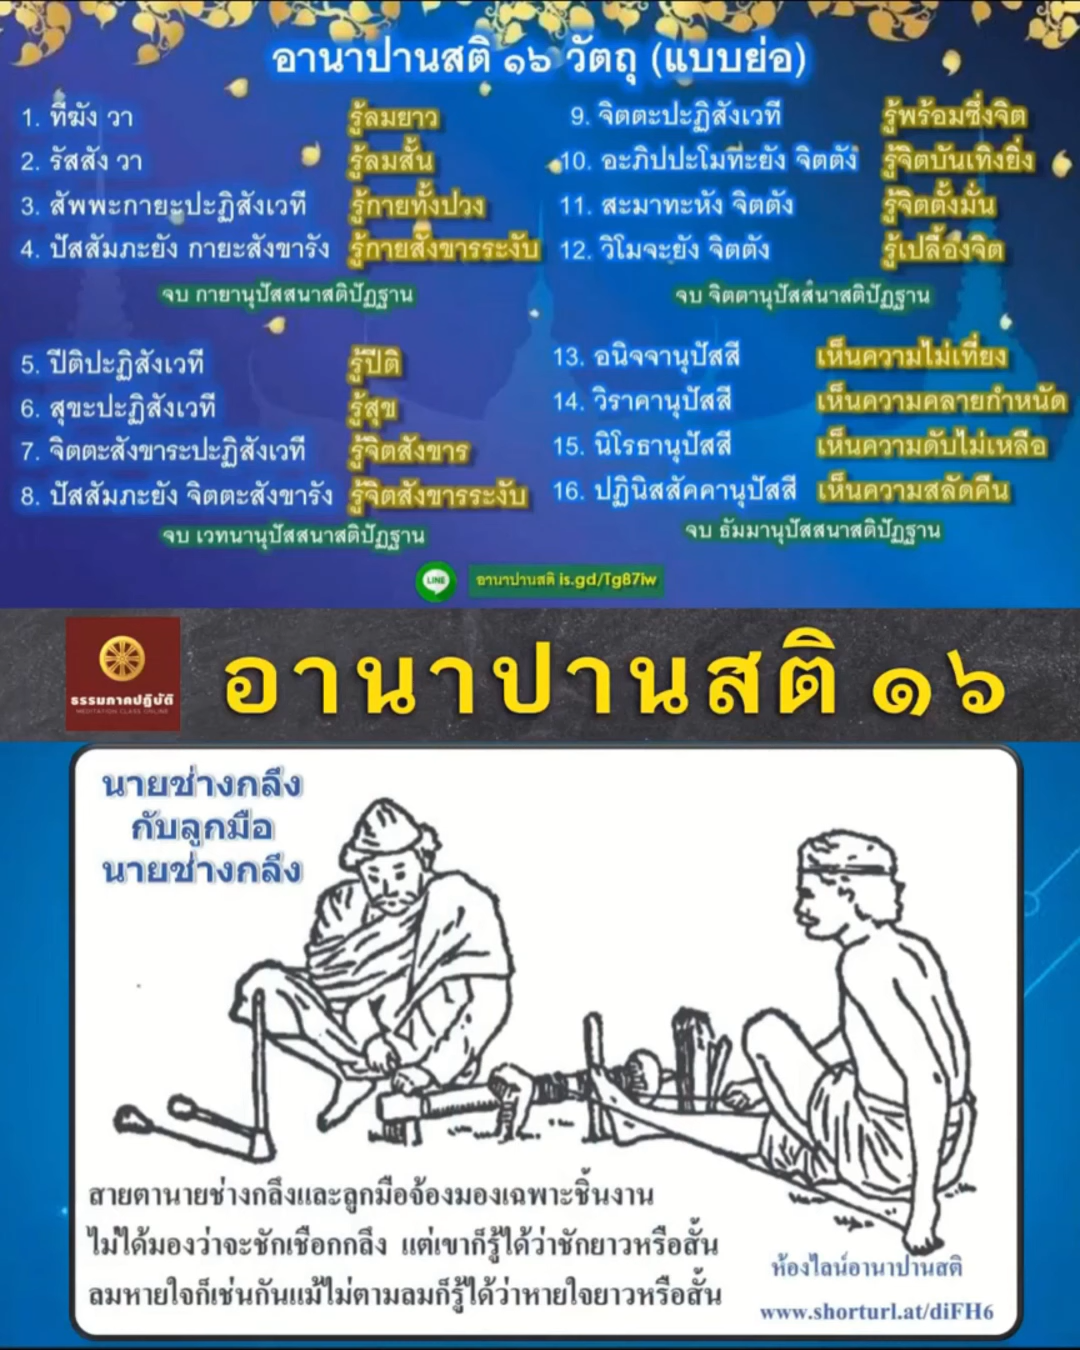 อานาปานสติ ๑๖ วัตถุ (แบบย่อ)
1. ทีฆัง วา รู้ลมยาว
2. รัสสัง วา รู้ลมสั้น
3. สัพพะกายะปะฏิสังเวที รู้กายทั้งปวง
4. ปัสสัมภะยัง กายะสังขารัง รู้กายสังขารระงับ
จบ กายานุปัสสนาสติปัฏฐาน
5. ปีติปะฏิสังเวที รู้ปีติ
6. สุขะปะฏิสังเวที รู้สุข
7. จิตตะสังขาระปะฏิสังเวที รู้จิตสังขาร
8. ปัสสัมภะยัง จิตตะสังขารัง รู้จิตสังขารระงับ
จบ เวทนานุปัสสนาสติปัฏฐาน
9. จิตตะปะฏิสังเวที รู้พร้อมซึ่งจิต
10. อะภิปปะโมทะยัง จิตตัง รู้จิตบันเทิงยิ่ง
11. สะมาทะหัง จิตตัง รู้จิตตั้งมั่น
12. วิโมจะยัง จิตตัง รู้เปลื้องจิต
จบ จิตตานุปัสสนาสติปัฏฐาน
13. อนิจจานุปัสสี เห็นความไม่เที่ยง
14. วิราคานุปัสสี เห็นความคลายกำหนัด
15. นิโรธานุปัสสี เห็นความดับไม่เหลือ
16. ปฏินิสสัคคานุปัสสี เห็นความสลัดคืน
จบ ธัมมานุปัสสนาสติปัฏฐาน
LINE อานาปานสติ is.gd/Tg87iw
ธรรมภาคปฏิบัติ
MEDITATION CLASS ONLINE
อานาปานสติ ๑๖
นายช่างกลึง
กับลูกมือ
นายช่างกลึง
สายตานายช่างกลึงและลูกมือจ้องมองเฉพาะชิ้นงาน
ไม่ได้มองว่าจะชักเชือกกลึง แต่เขาก็รู้ได้ว่าชักยาวหรือสั้น
ลมหายใจก็เช่นกันแม้ไม่ตามลมก็รู้ได้ว่าหายใจยาวหรือสั้น
ห้องไลน์อานาปานสติ
www.shorturl.at/diFH6